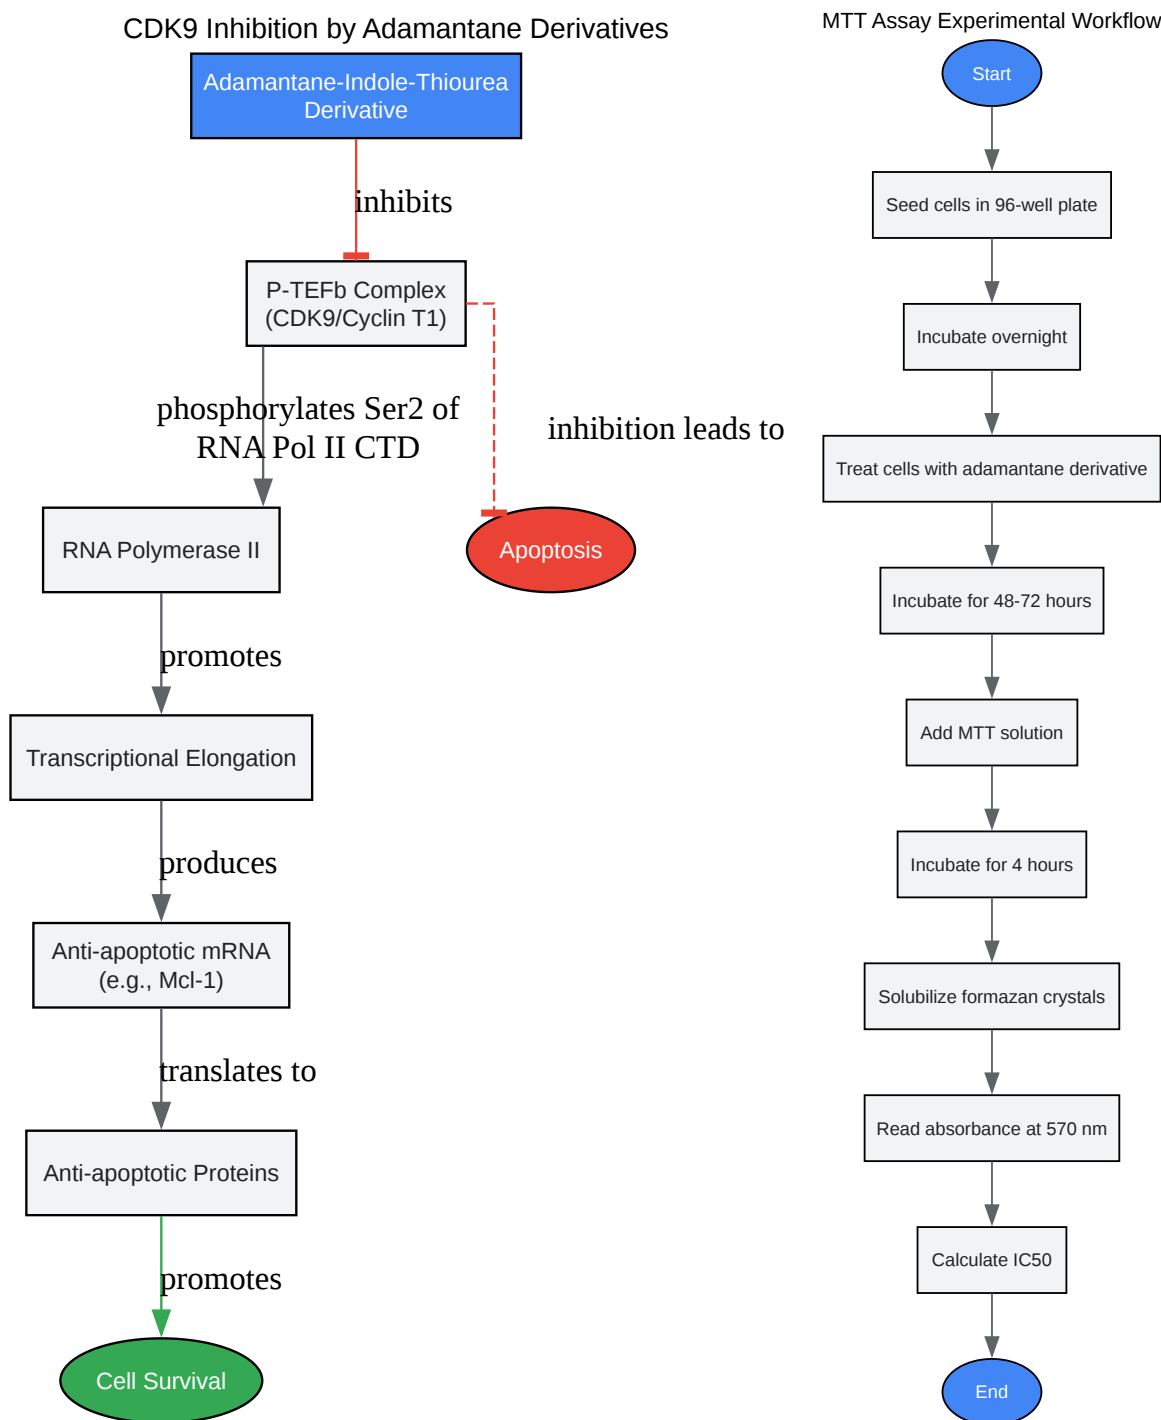 CDK9 Inhibition by Adamantane Derivatives
Adamantane-Indole-Thiourea
Derivative
inhibits
P-TEFb Complex
(CDK9/Cyclin T1)
phosphorylates Ser2 of
RNA Pol II CTD
inhibition leads to
RNA Polymerase II
Apoptosis
promotes
Transcriptional Elongation
produces
Anti-apoptotic mRNA
(e.g., Mcl-1)
translates to
Anti-apoptotic Proteins
promotes
Cell Survival
MTT Assay Experimental Workflow
Start
Seed cells in 96-well plate
Incubate overnight
Treat cells with adamantane derivative
Incubate for 48-72 hours
Add MTT solution
Incubate for 4 hours
Solubilize formazan crystals
Read absorbance at 570 nm
Calculate IC50
End